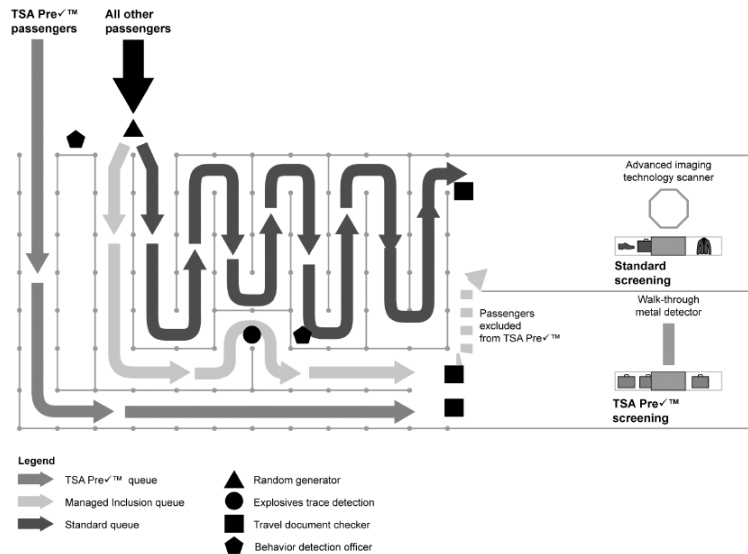 TSA Pre✓™
passengers
All other
passengers
Advanced imaging
technology scanner
Standard
screening
Passengers
excluded
from TSA Pre✓™
Walk-through
metal detector
TSA Pre✓™
screening
Legend
TSA Pre✓™ queue
Managed Inclusion queue
Standard queue
Random generator
Explosives trace detection
Travel document checker
Behavior detection officer